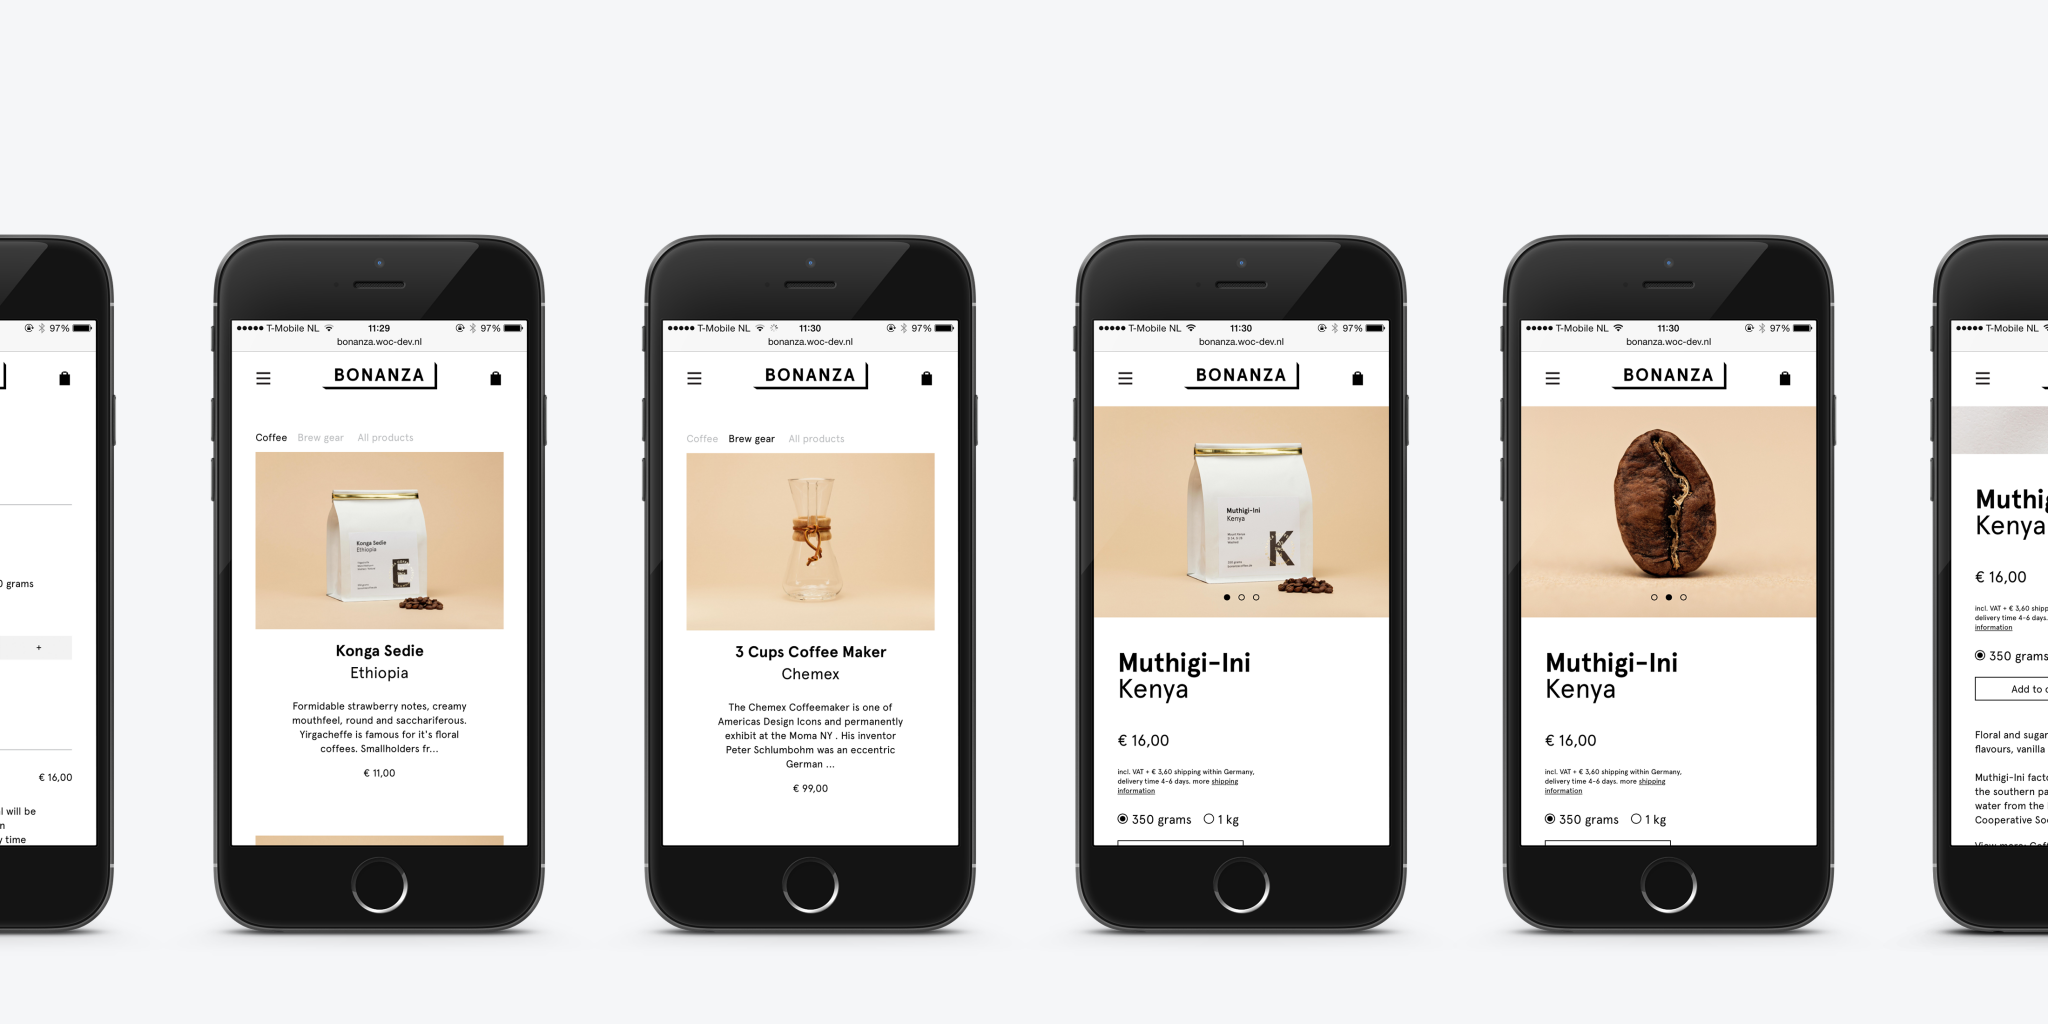 97%
0 grams
+
€ 16,00
l will be
n
y time
T-Mobile NL 11:29 97%
bonanza.woc-dev.nl
BONANZA
Coffee Brew gear All products
Konga Sedie
Ethiopia
E
Konga Sedie
Ethiopia
Formidable strawberry notes, creamy
mouthfeel, round and sacchariferous.
Yirgacheffe is famous for it's floral
coffees. Smallholders fr...
€ 11,00
T-Mobile NL 11:30 97%
bonanza.woc-dev.nl
BONANZA
Coffee Brew gear All products
3 Cups Coffee Maker
Chemex
The Chemex Coffeemaker is one of
Americas Design Icons and permanently
exhibit at the Moma NY . His inventor
Peter Schlumbohm was an eccentric
German ...
€ 99,00
T-Mobile NL 11:30 97%
bonanza.woc-dev.nl
BONANZA
Muthigi-Ini
Kenya
K
Muthigi-Ini
Kenya
€ 16,00
incl. VAT + € 3,60 shipping within Germany,
delivery time 4-6 days. more shipping
information
350 grams 1 kg
T-Mobile NL 11:30 97%
bonanza.woc-dev.nl
BONANZA
Muthigi-Ini
Kenya
€ 16,00
incl. VAT + € 3,60 shipping within Germany,
delivery time 4-6 days. more shipping
information
350 grams 1 kg
T-Mobile NL
Muthig
Kenya
€ 16,00
incl. VAT + € 3,60 shipp
delivery time 4-6 days.
information
350 grams
Add to c
Floral and sugar
flavours, vanilla
Muthigi-Ini facto
the southern pa
water from the
Cooperative Soc